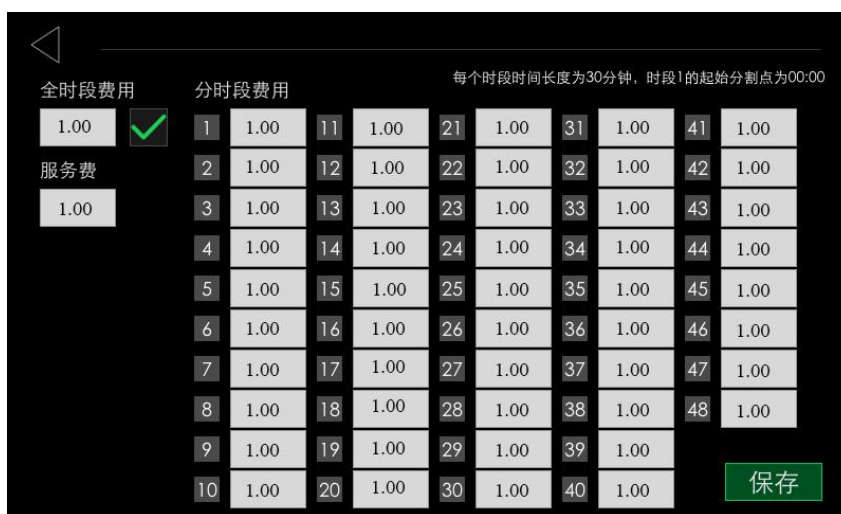 全时段费用 分时段费用 每个时段时间长度为30分钟，时段1的起始分割点为00:00
1.00 1 1.00 11 1.00 21 1.00 31 1.00 41 1.00
服务费 2 1.00 12 1.00 22 1.00 32 1.00 42 1.00
1.00 3 1.00 13 1.00 23 1.00 33 1.00 43 1.00
4 1.00 14 1.00 24 1.00 34 1.00 44 1.00
5 1.00 15 1.00 25 1.00 35 1.00 45 1.00
6 1.00 16 1.00 26 1.00 36 1.00 46 1.00
7 1.00 17 1.00 27 1.00 37 1.00 47 1.00
8 1.00 18 1.00 28 1.00 38 1.00 48 1.00
9 1.00 19 1.00 29 1.00 39 1.00
10 1.00 20 1.00 30 1.00 40 1.00 保存